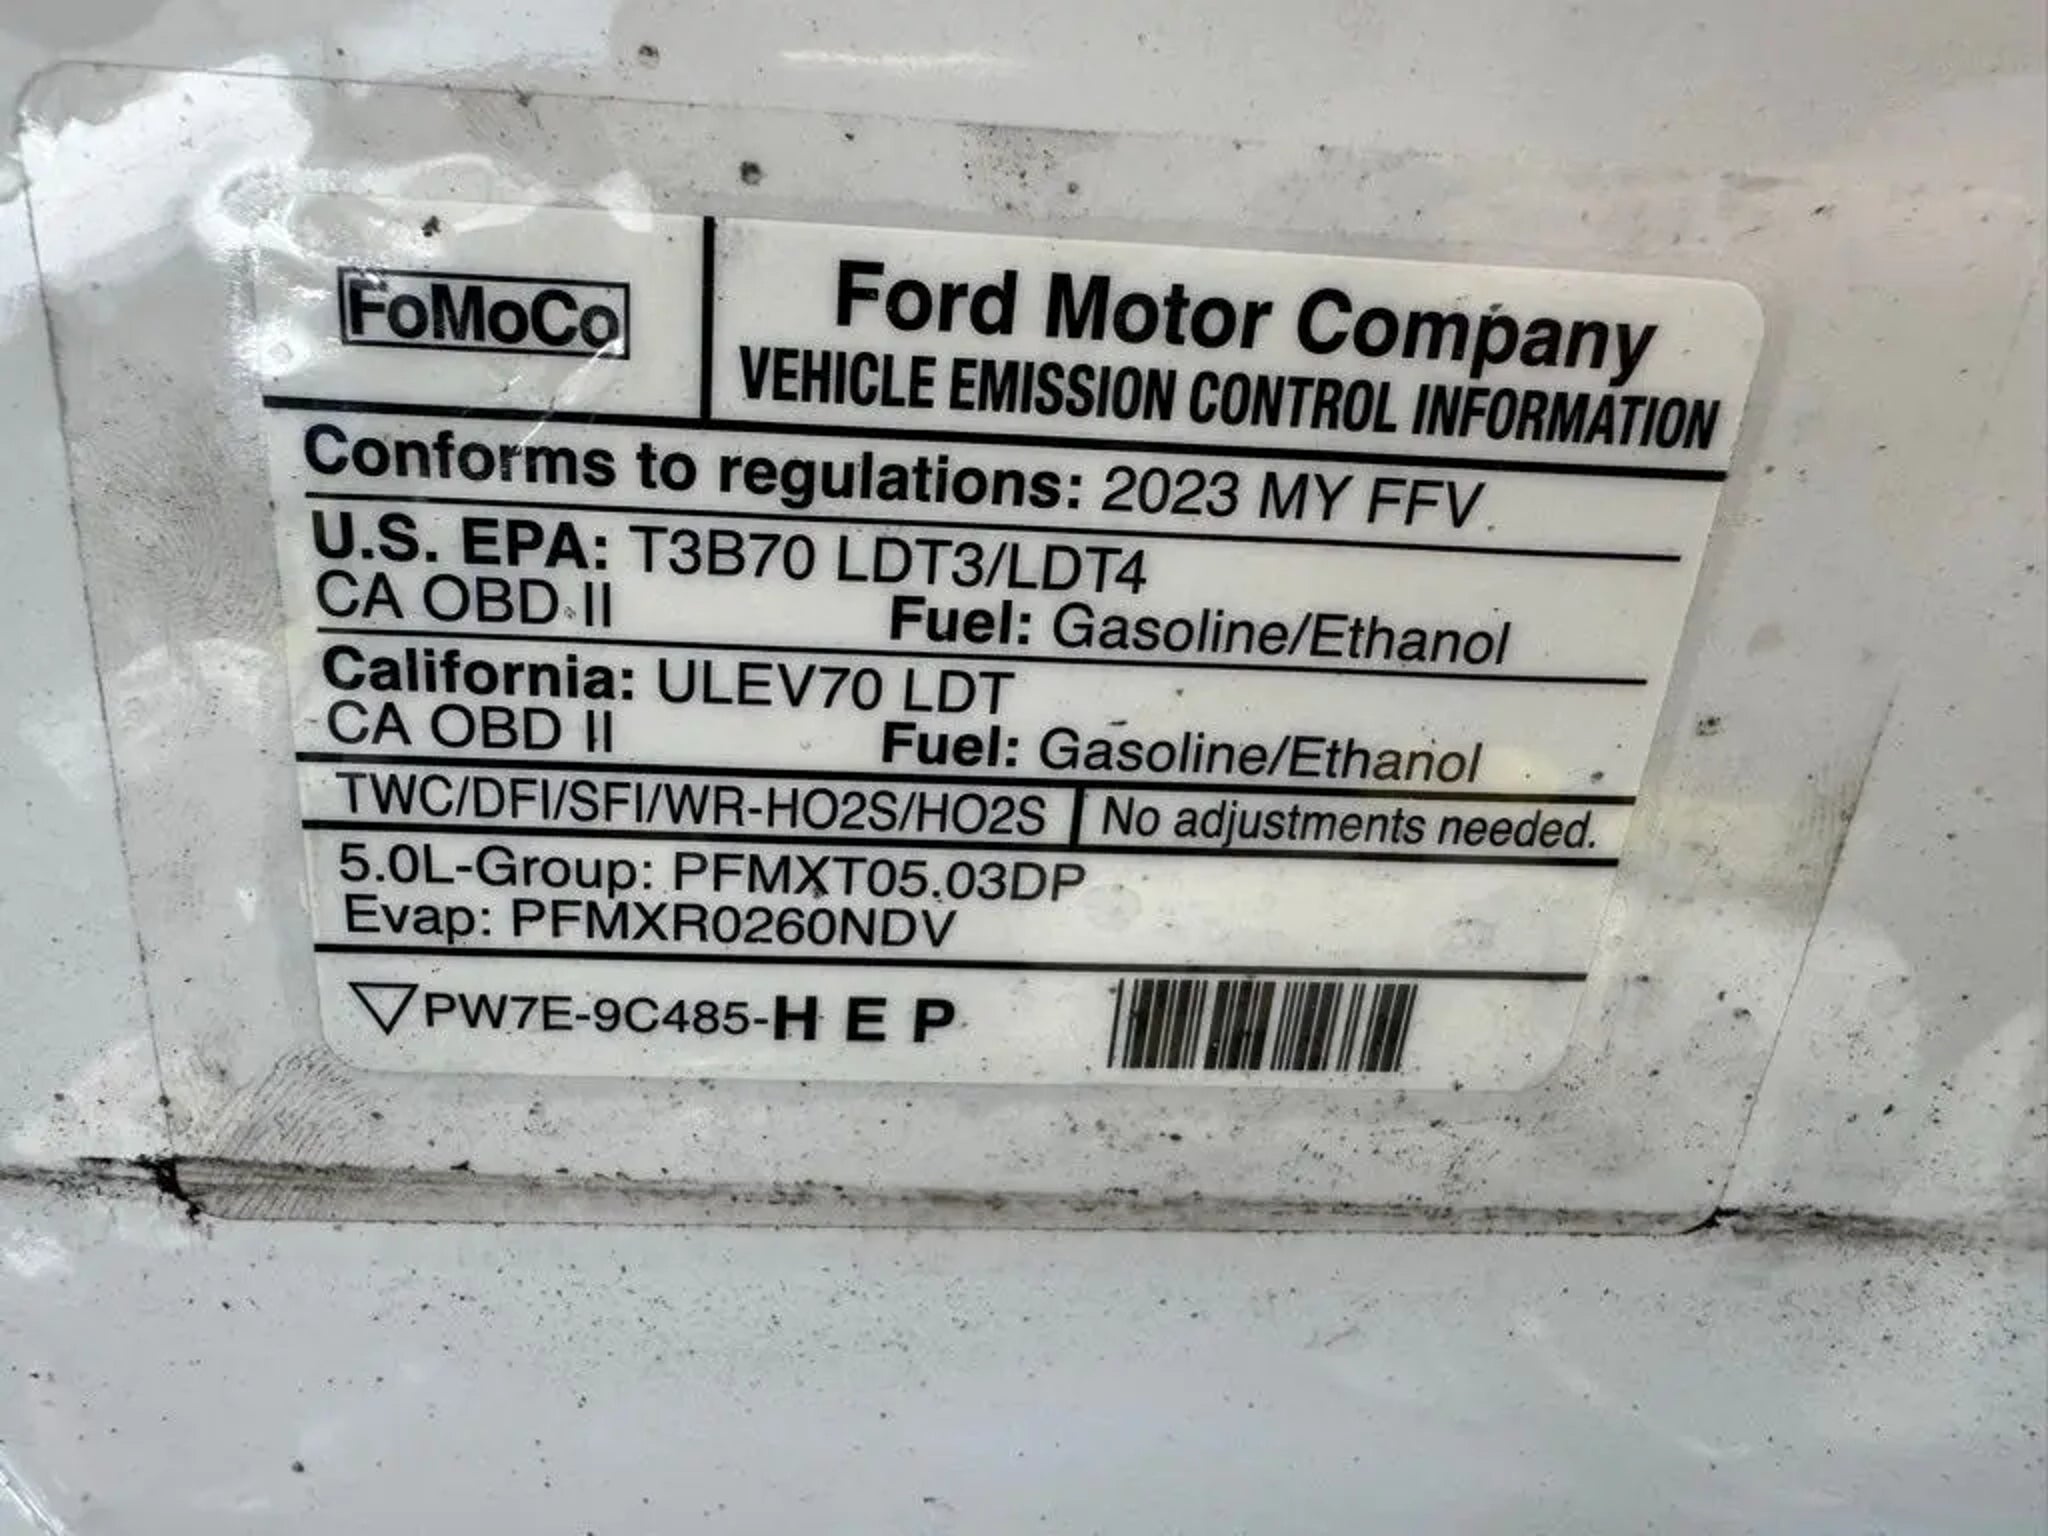 FoMoCo
Ford Motor Company
VEHICLE EMISSION CONTROL INFORMATION
Conforms to regulations: 2023 MY FFV
U.S. EPA: T3B70 LDT3/LDT4
CA OBD II Fuel: Gasoline/Ethanol
California: ULEV70 LDT
CA OBD II Fuel: Gasoline/Ethanol
TWC/DFI/SFI/WR-HO2S/HO2S No adjustments needed.
5.0L-Group: PFMXT05.03DP
Evap: PFMXR0260NDV
PW7E-9C485-H E P